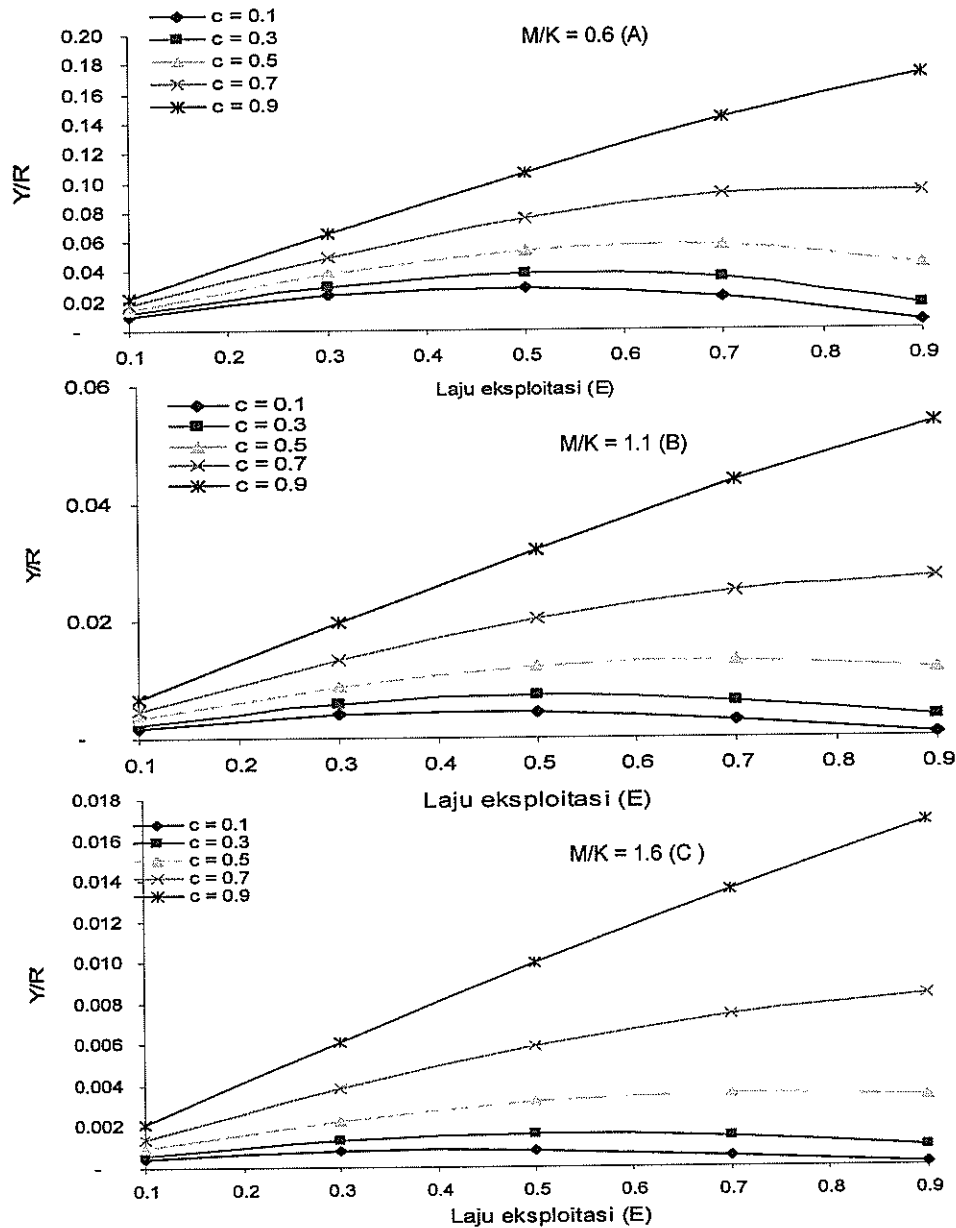 c = 0.1
c = 0.3
c = 0.5
c = 0.7
c = 0.9
M/K = 0.6 (A)
0.20
0.18
0.16
0.14
0.12
0.10
0.08
0.06
0.04
0.02
-
Y/R
0.1 0.2 0.3 0.4 0.5 0.6 0.7 0.8 0.9
Laju eksploitasi (E)
c = 0.1
c = 0.3
c = 0.5
c = 0.7
c = 0.9
M/K = 1.1 (B)
0.06
0.04
0.02
-
Y/R
0.1 0.2 0.3 0.4 0.5 0.6 0.7 0.8 0.9
Laju eksploitasi (E)
c = 0.1
c = 0.3
c = 0.5
c = 0.7
c = 0.9
M/K = 1.6 (C )
0.018
0.016
0.014
0.012
0.010
0.008
0.006
0.004
0.002
-
Y/R
0.1 0.2 0.3 0.4 0.5 0.6 0.7 0.8 0.9
Laju eksploitasi (E)